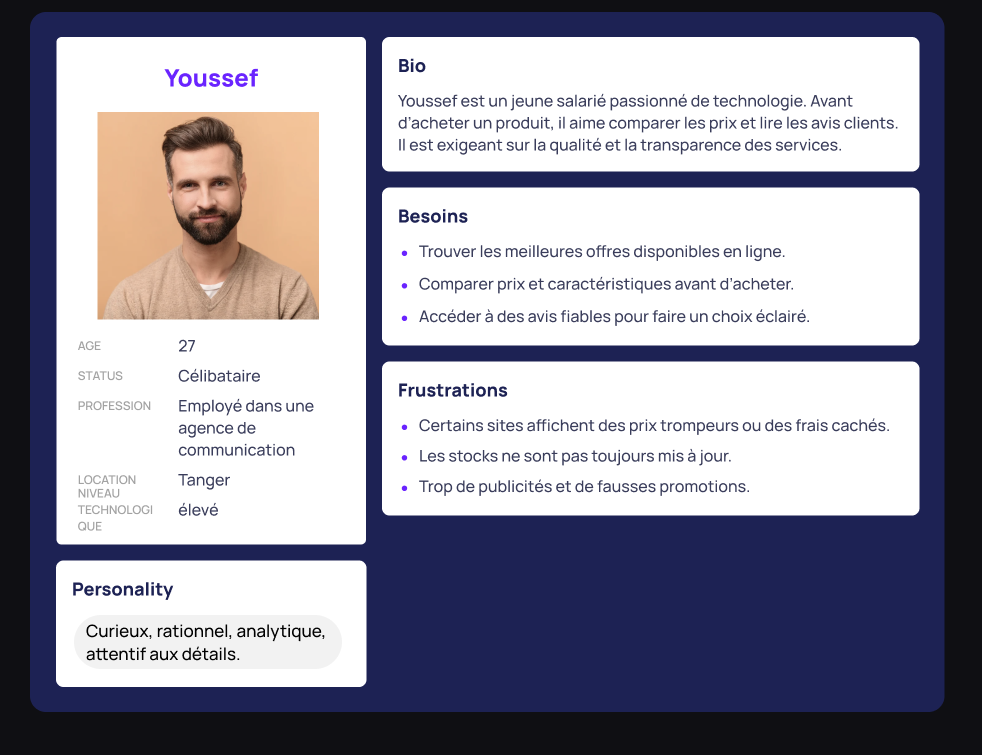 Youssef
AGE
27
STATUS
Célibataire
PROFESSION
Employé dans une
agence de
communication
LOCATION
Tanger
NIVEAU
TECHNOLOGI
QUE
élevé
Personality
Curieux, rationnel, analytique,
attentif aux détails.
Bio
Youssef est un jeune salarié passionné de technologie. Avant
d’acheter un produit, il aime comparer les prix et lire les avis clients.
Il est exigeant sur la qualité et la transparence des services.
Besoins
Trouver les meilleures offres disponibles en ligne.
Comparer prix et caractéristiques avant d’acheter.
Accéder à des avis fiables pour faire un choix éclairé.
Frustrations
Certains sites affichent des prix trompeurs ou des frais cachés.
Les stocks ne sont pas toujours mis à jour.
Trop de publicités et de fausses promotions.